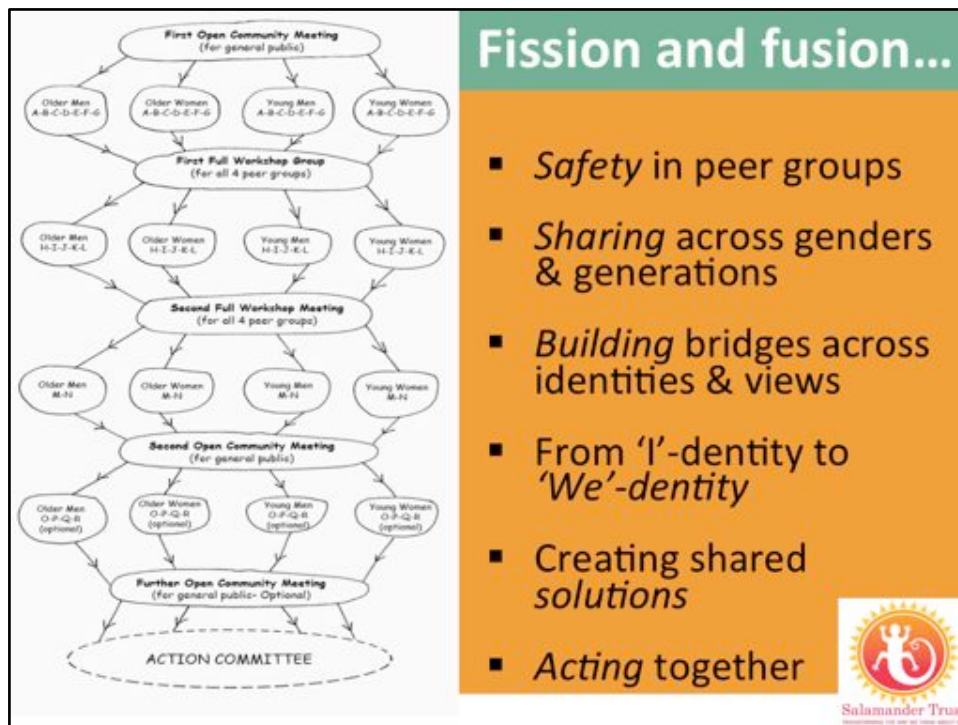 First Open Community Meeting
(for general public)
Older Men
A-B-C-D-E-F-G
Older Women
A-B-C-D-E-F-G
Young Men
A-B-C-D-E-F-G
Young Women
A-B-C-D-E-F-G
First Full Workshop Group
(for all 4 peer groups)
Older Men
H-I-J-K-L
Older Women
H-I-J-K-L
Young Men
H-I-J-K-L
Young Women
H-I-J-K-L
Second Full Workshop Meeting
(for all 4 peer groups)
Older Men
M-N
Older Women
M-N
Young Men
M-N
Young Women
M-N
Second Open Community Meeting
(for general public)
Older Men
O-P-Q-R
(optional)
Older Women
O-P-Q-R
(optional)
Young Men
O-P-Q-R
(optional)
Young Women
O-P-Q-R
(optional)
Further Open Community Meeting
(for general public- Optional)
ACTION COMMITTEE
Fission and fusion...
▪ Safety in peer groups
▪ Sharing across genders
& generations
▪ Building bridges across
identities & views
▪ From ‘I’-dentity to
‘We’-dentity
▪ Creating shared
solutions
▪ Acting together
Salamander Trust